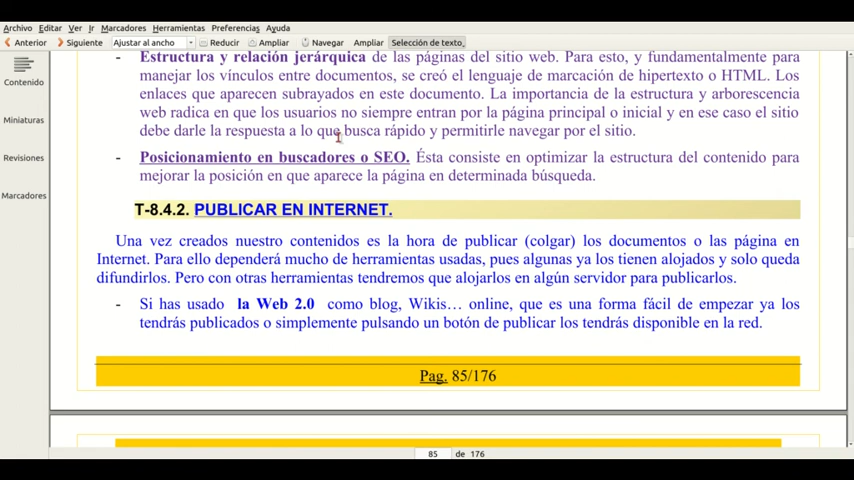 Archivo Editar Ver Ir Marcadores Herramientas Preferencias Ayuda
Anterior Siguiente Ajustar al ancho Reducir Ampliar Navegar Ampliar Selección de texto,
Contenido
Miniaturas
Revisiones
Marcadores
- Estructura y relación jerárquica de las páginas del sitio web. Para esto, y fundamentalmente para
manejar los vínculos entre documentos, se creó el lenguaje de marcación de hipertexto o HTML. Los
enlaces que aparecen subrayados en este documento. La importancia de la estructura y arborescencia
web radica en que los usuarios no siempre entran por la página principal o inicial y en ese caso el sitio
debe darle la respuesta a lo que busca rápido y permitirle navegar por el sitio.
- Posicionamiento en buscadores o SEO. Ésta consiste en optimizar la estructura del contenido para
mejorar la posición en que aparece la página en determinada búsqueda.
T-8.4.2. PUBLICAR EN INTERNET.
Una vez creados nuestro contenidos es la hora de publicar (colgar) los documentos o las página en
Internet. Para ello dependerá mucho de herramientas usadas, pues algunas ya los tienen alojados y solo queda
difundirlos. Pero con otras herramientas tendremos que alojarlos en algún servidor para publicarlos.
- Si has usado la Web 2.0 como blog, Wikis… online, que es una forma fácil de empezar ya los
tendrás publicados o simplemente pulsando un botón de publicar los tendrás disponible en la red.
Pag. 85/176
85 de 176